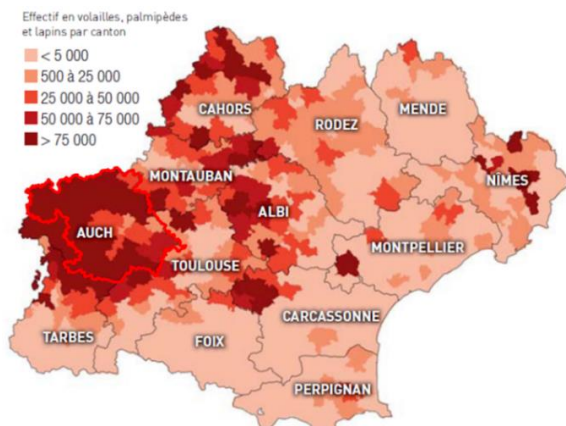 Effectif en volailles, palmipèdes
et lapins par canton
< 5 000
500 à 25 000
25 000 à 50 000
50 000 à 75 000
> 75 000
CAHORS
RODEZ
MENDE
MONTAUBAN
NÎMES
ALBI
AUCH
MONTPELLIER
TOULOUSE
CARCASSONNE
TARBES
FOIX
PERPIGNAN